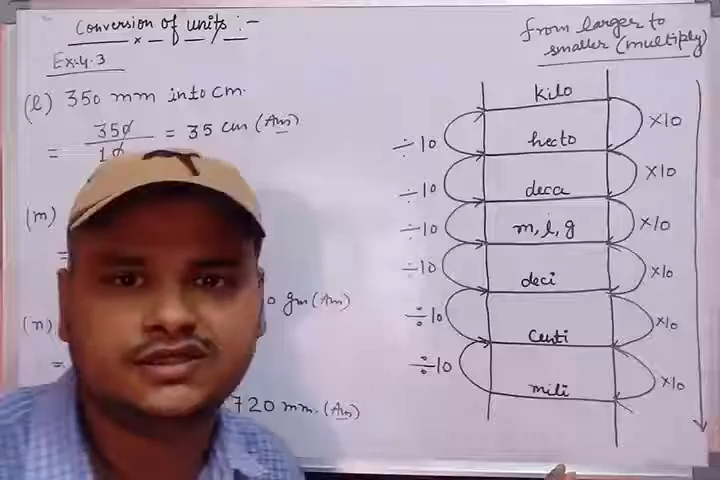 Conversion of units :-
Ex:4.3
(l) 350 mm into cm.
= 350/10 = 35 cm (Ans)
(m)
=
0 gm (Ans)
(n)
=
720 mm. (Ans)
from larger to
smaller (multiply)
kilo
hecto
deca
m, l, g
deci
centi
mili
÷10
÷10
÷10
÷10
÷10
÷10
×10
×10
×10
×10
×10
×10